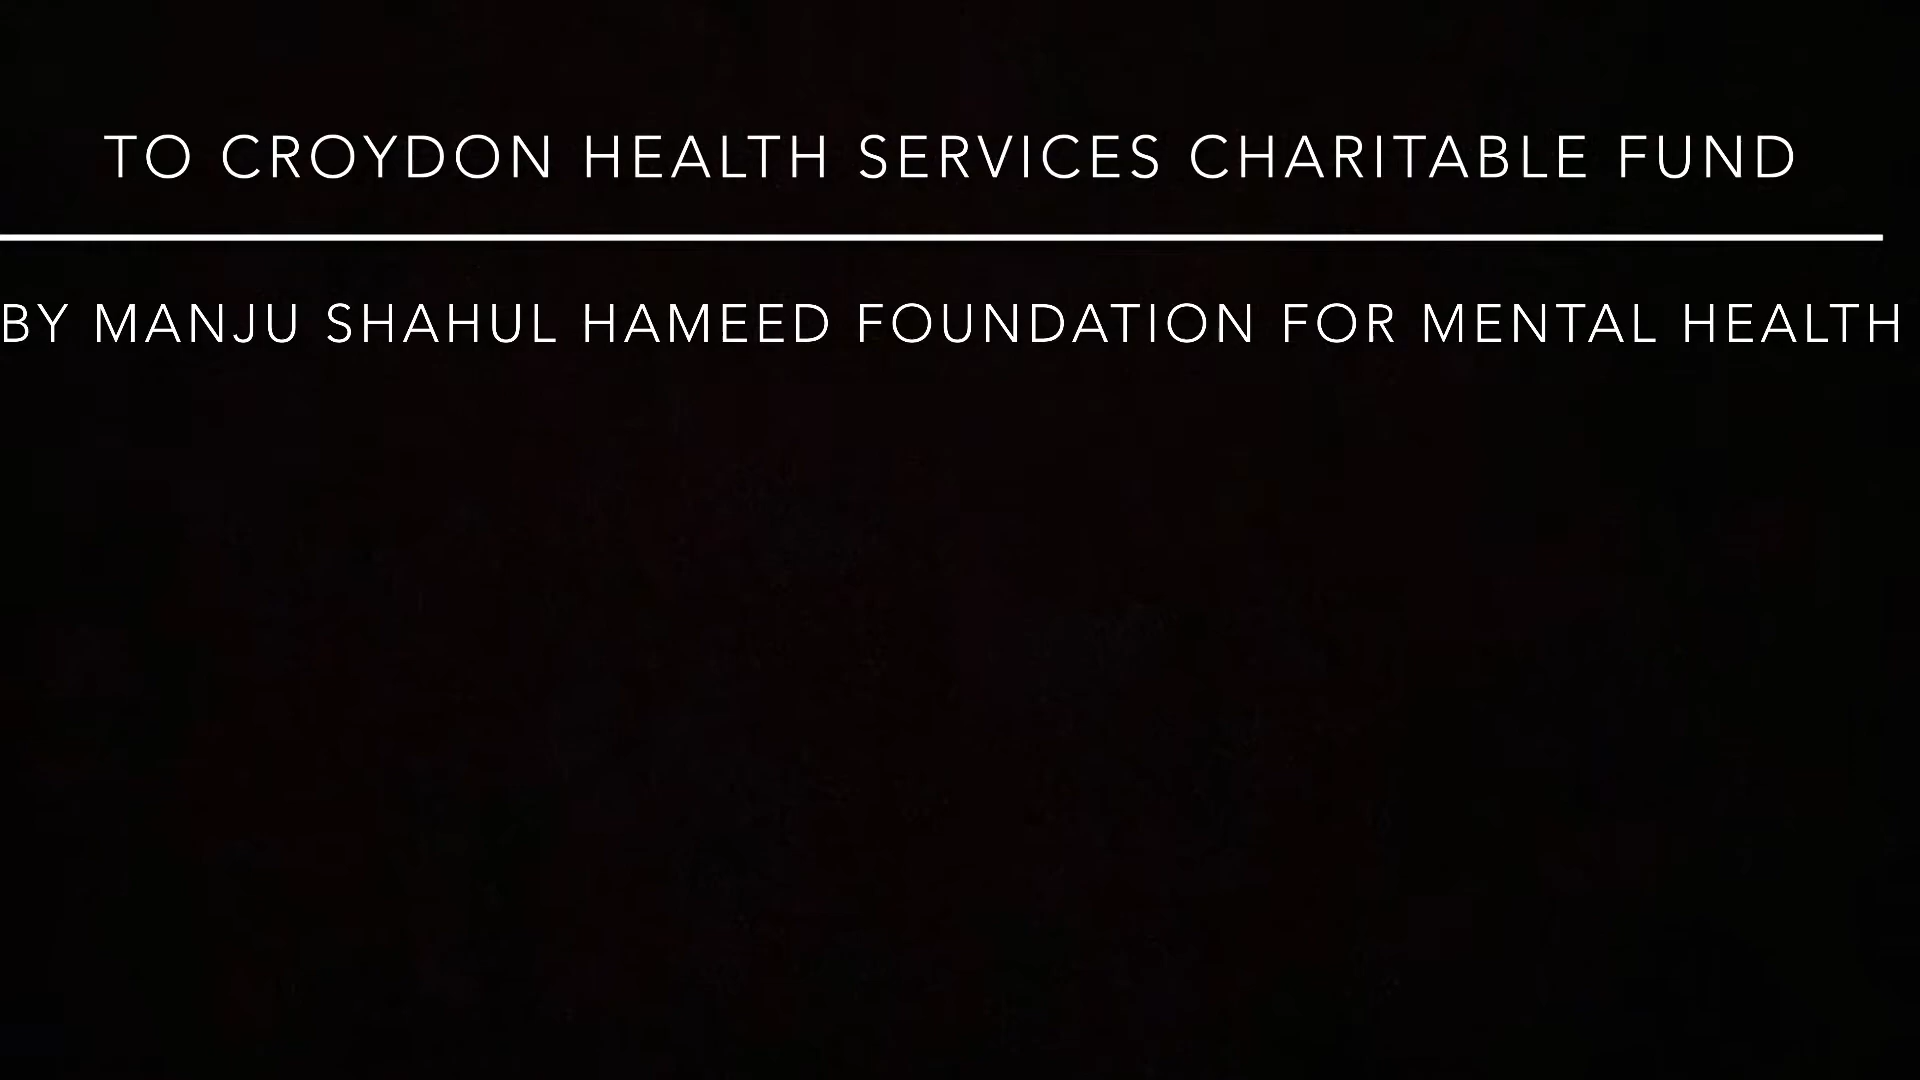 TO CROYDON HEALTH SERVICES CHARITABLE FUND
BY MANJU SHAHUL HAMEED FOUNDATION FOR MENTAL HEALTH